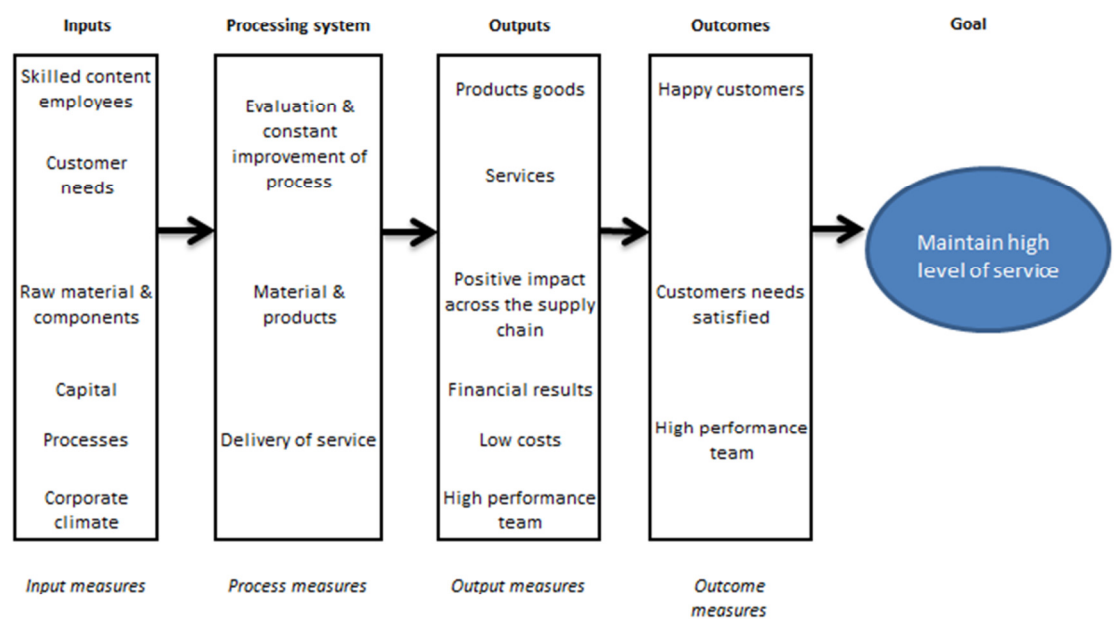 Inputs
Processing system
Outputs
Outcomes
Goal
Skilled content
employees
Customer
needs
Raw material &
components
Capital
Processes
Corporate
climate
Evaluation &
constant
improvement of
process
Material &
products
Delivery of service
Products goods
Services
Positive impact
across the supply
chain
Financial results
Low costs
High performance
team
Happy customers
Customers needs
satisfied
High performance
team
Maintain high
level of service
Input measures
Process measures
Output measures
Outcome
measures